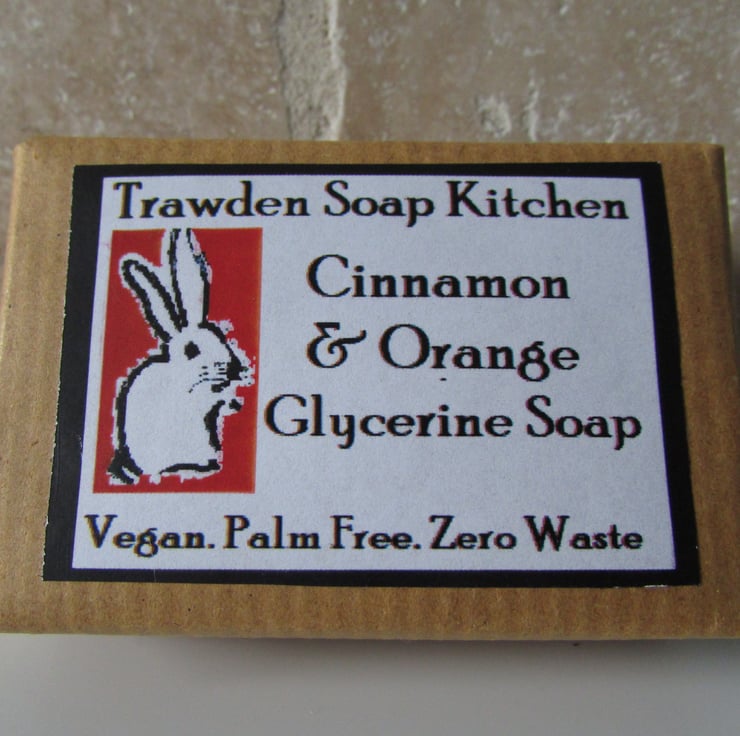 Trawden Soap Kitchen
Cinnamon
& Orange
Glycerine Soap
Vegan. Palm Free. Zero Waste